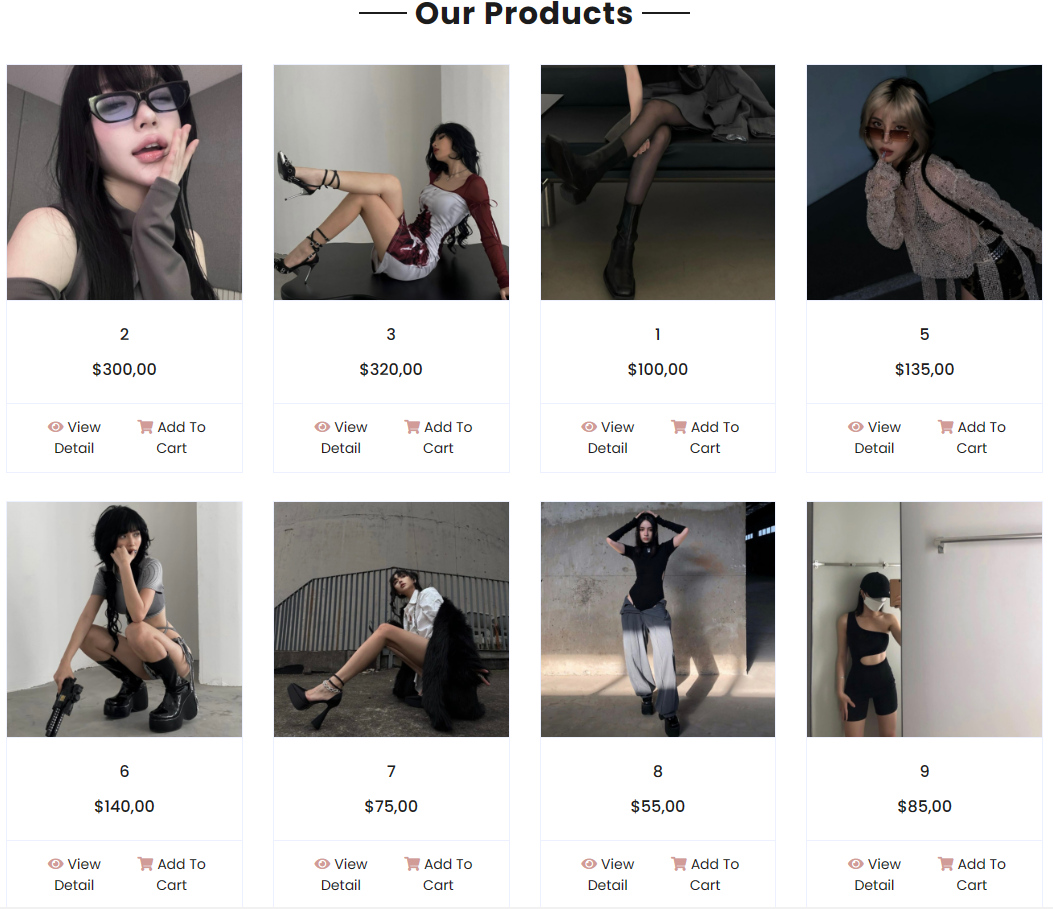 Our Products
2
3
1
5
$300,00
$320,00
$100,00
$135,00
View Detail
Add To Cart
View Detail
Add To Cart
View Detail
Add To Cart
View Detail
Add To Cart
6
7
8
9
$140,00
$75,00
$55,00
$85,00
View Detail
Add To Cart
View Detail
Add To Cart
View Detail
Add To Cart
View Detail
Add To Cart